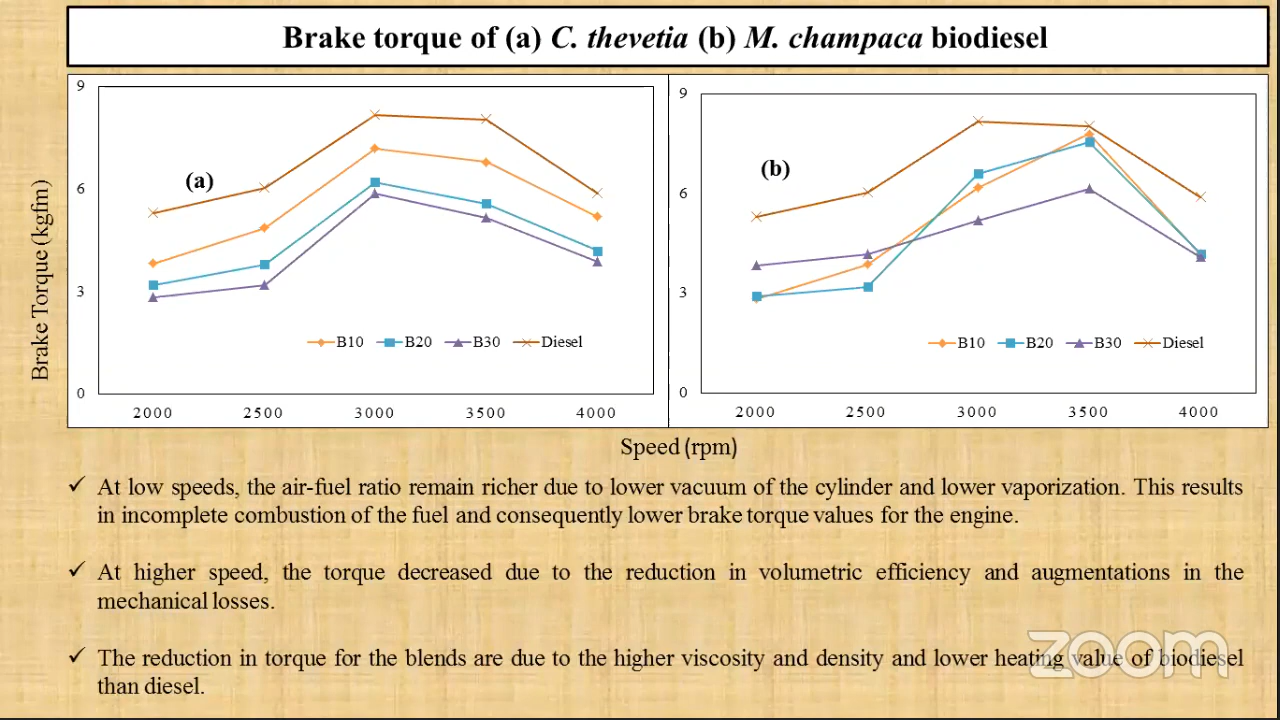 Brake torque of (a) C. thevetia (b) M. champaca biodiesel
Brake Torque (kgfm)
9
6
3
0
(a)
B10 B20 B30 Diesel
2000 2500 3000 3500 4000
9
6
3
0
(b)
B10 B20 B30 Diesel
2000 2500 3000 3500 4000
Speed (rpm)
✓ At low speeds, the air-fuel ratio remain richer due to lower vacuum of the cylinder and lower vaporization. This results
in incomplete combustion of the fuel and consequently lower brake torque values for the engine.
✓ At higher speed, the torque decreased due to the reduction in volumetric efficiency and augmentations in the
mechanical losses.
✓ The reduction in torque for the blends are due to the higher viscosity and density and lower heating value of biodiesel
than diesel.
zoom